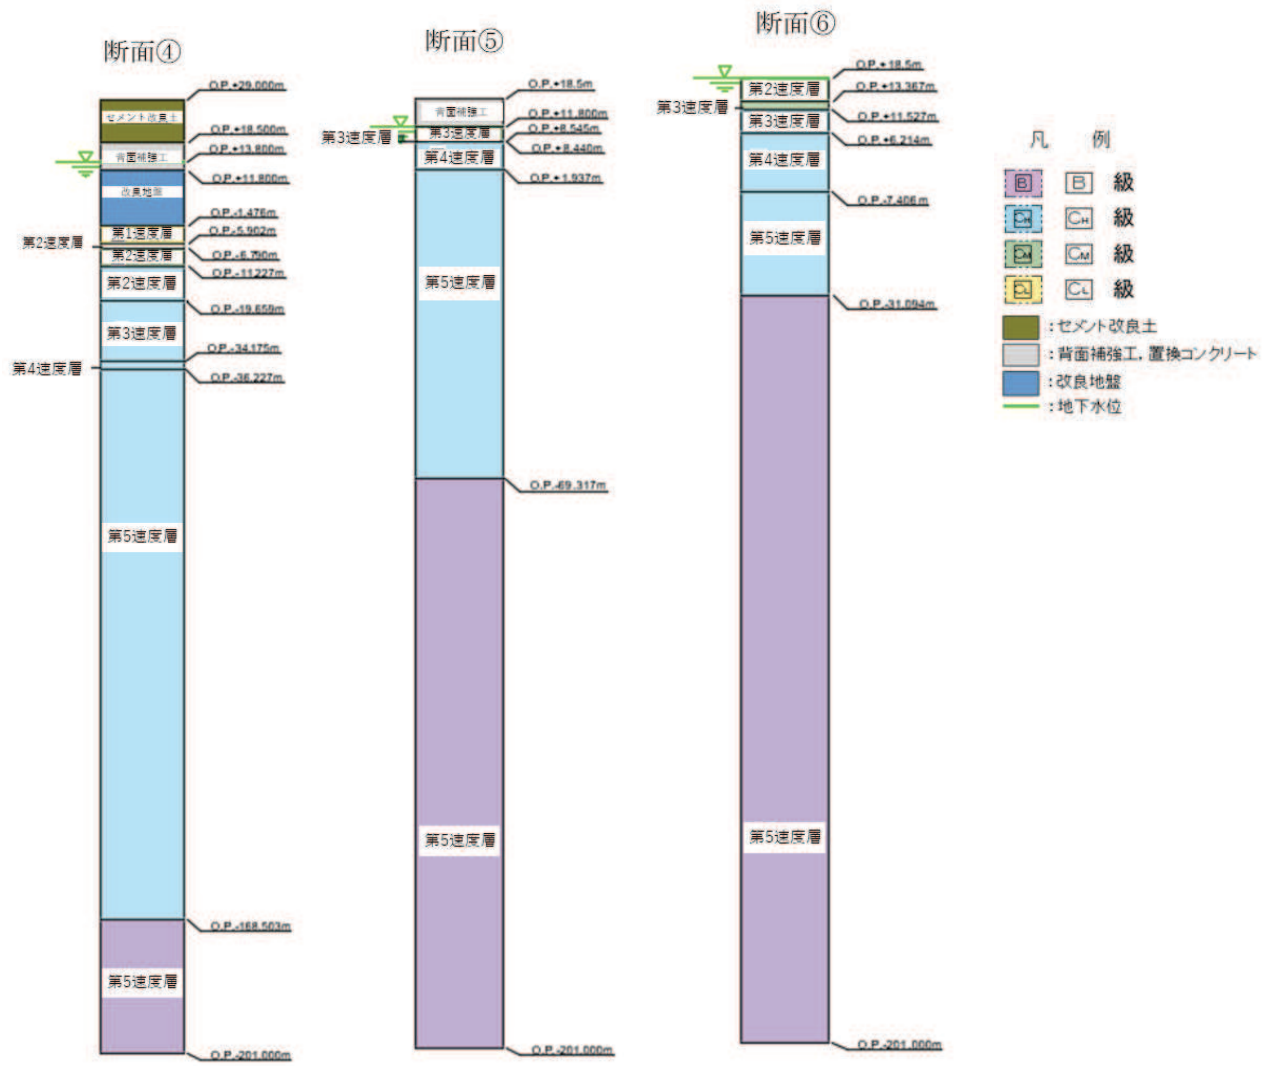 断面④
O.P.+29.000m
セメント改良土
O.P.+18.500m
O.P.+13.800m
背面補強工
O.P.+11.800m
改良地盤
O.P.-1.476m
第1速度層
O.P.-5.902m
第2速度層
O.P.-6.790m
第2速度層
O.P.-11.227m
第2速度層
O.P.-19.659m
第3速度層
O.P.-34.175m
第4速度層
O.P.-36.227m
第5速度層
O.P.-168.503m
第5速度層
O.P.-201.000m
断面⑤
O.P.+18.5m
背面補強工
O.P.+11.800m
第3速度層
O.P.+8.545m
第3速度層
O.P.+8.440m
第4速度層
O.P.+1.937m
第5速度層
O.P.-69.317m
第5速度層
O.P.-201.000m
断面⑥
O.P.+18.5m
第2速度層
O.P.+13.367m
第3速度層
O.P.+11.527m
第3速度層
O.P.+6.214m
第4速度層
O.P.-7.406m
第5速度層
O.P.-31.094m
第5速度層
O.P.-201.000m
凡 例
B B 級
CH CH 級
CM CM 級
CL CL 級
:セメント改良土
:背面補強工,置換コンクリート
:改良地盤
:地下水位